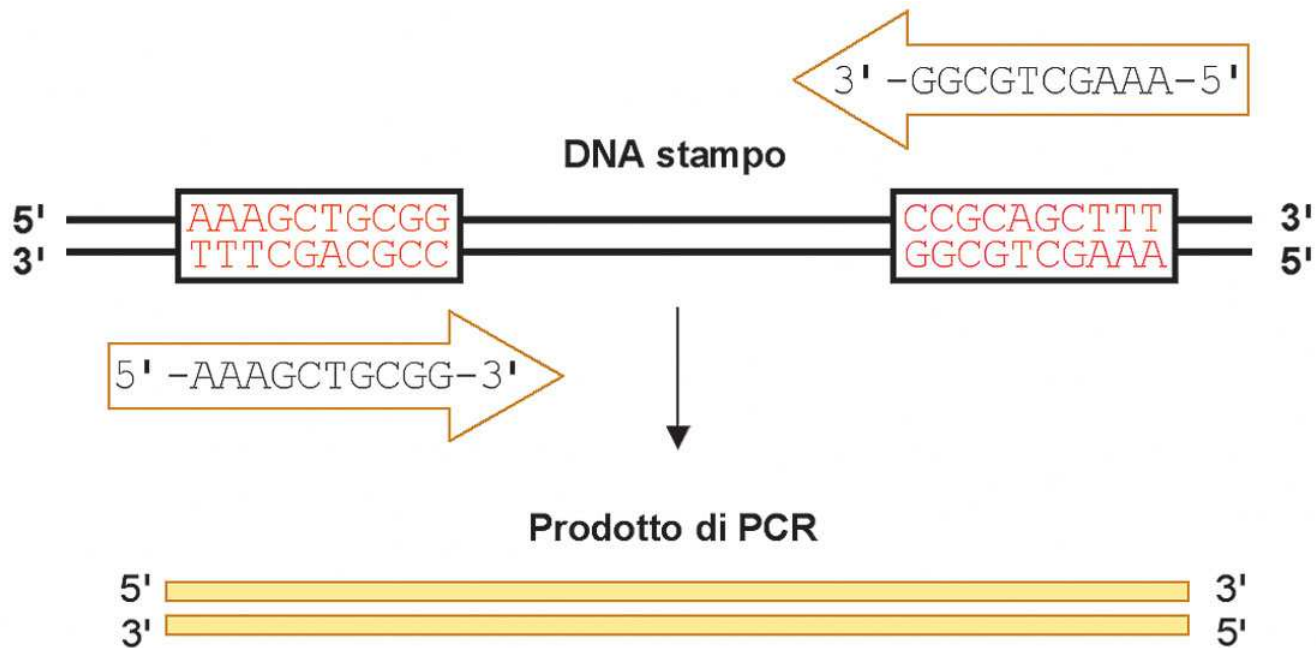 3'-GGCGTCGAAA-5'
DNA stampo
5' AAAGCTGCGG CCGCAGCTTT 3'
3' TTTCGACGCC GGCGTCGAAA 5'
5'-AAAGCTGCGG-3'
Prodotto di PCR
5' 3'
3' 5'